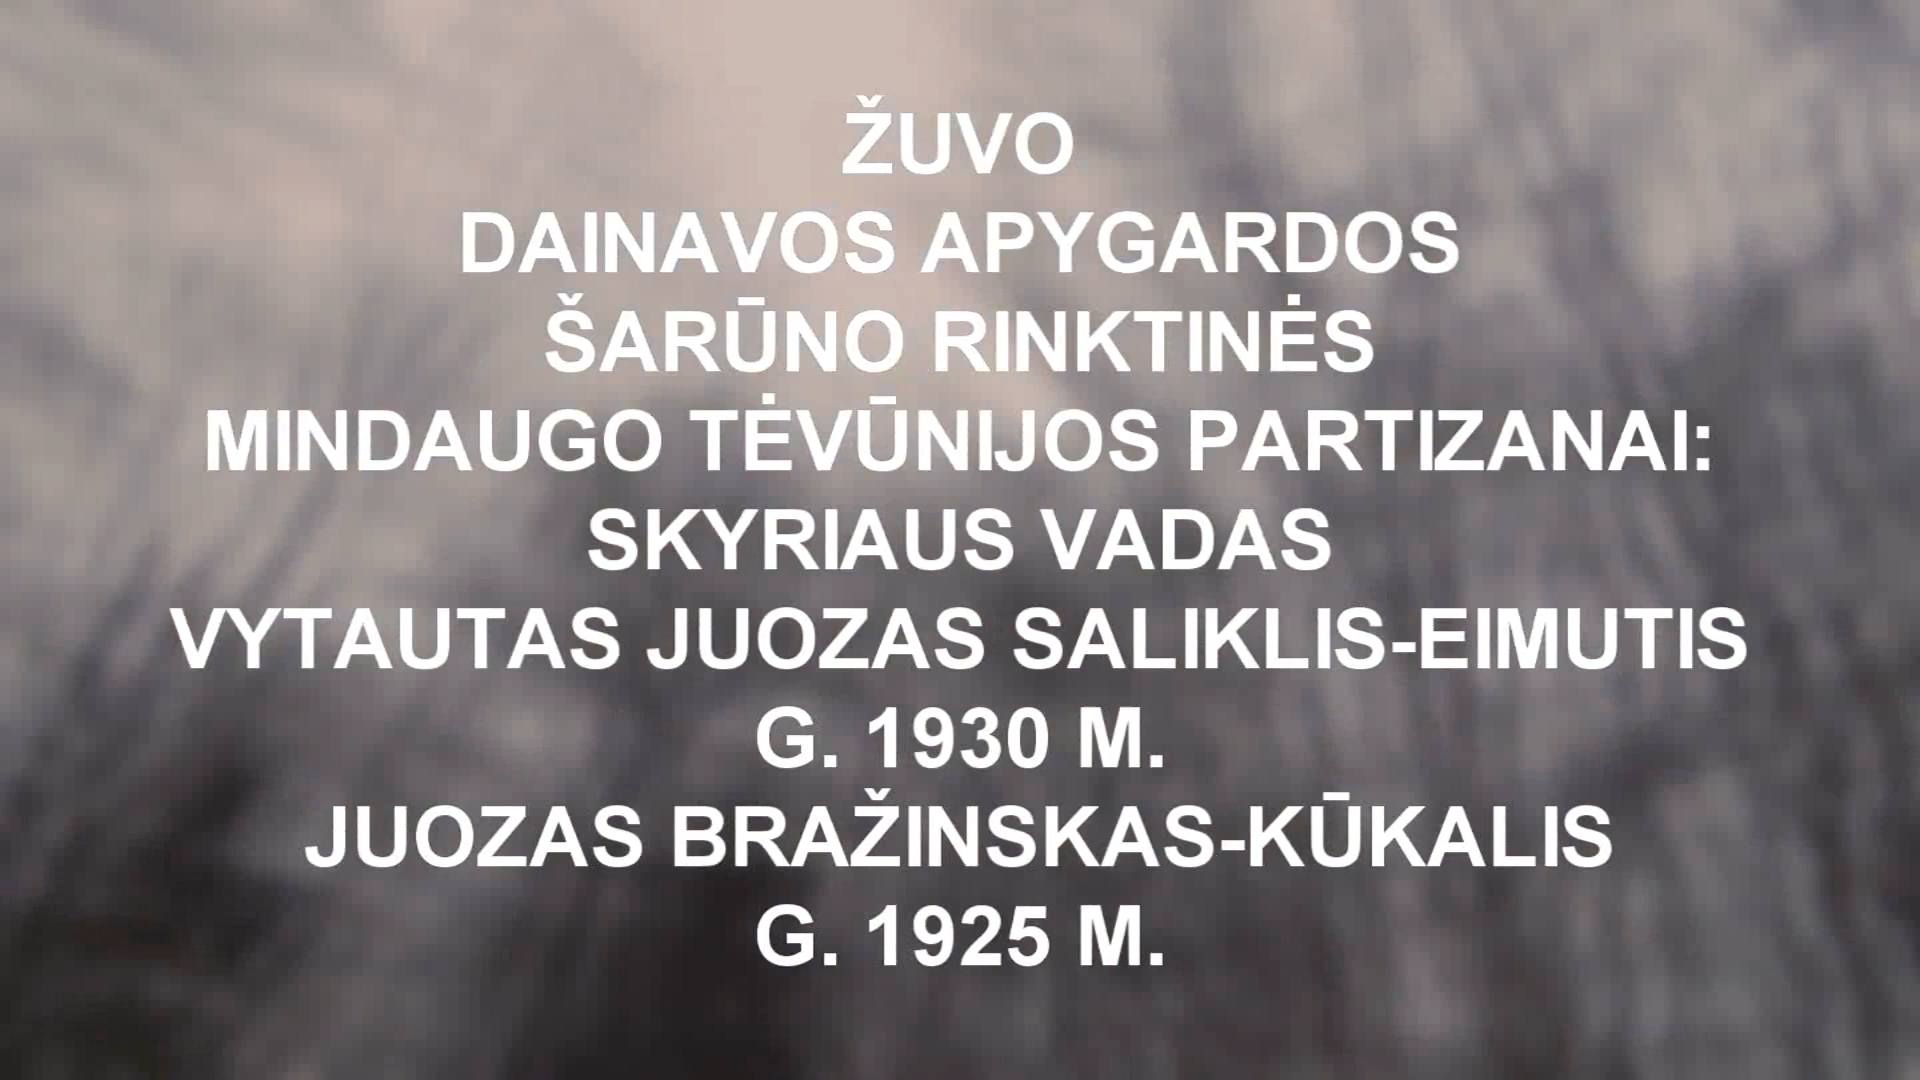 ŽUVO
DAINAVOS APYGARDOS
ŠARŪNO RINKTINĖS
MINDAUGO TĖVŪNIJOS PARTIZANAI:
SKYRIAUS VADAS
VYTAUTAS JUOZAS SALIKLIS-EIMUTIS
G. 1930 M.
JUOZAS BRAŽINSKAS-KŪKALIS
G. 1925 M.